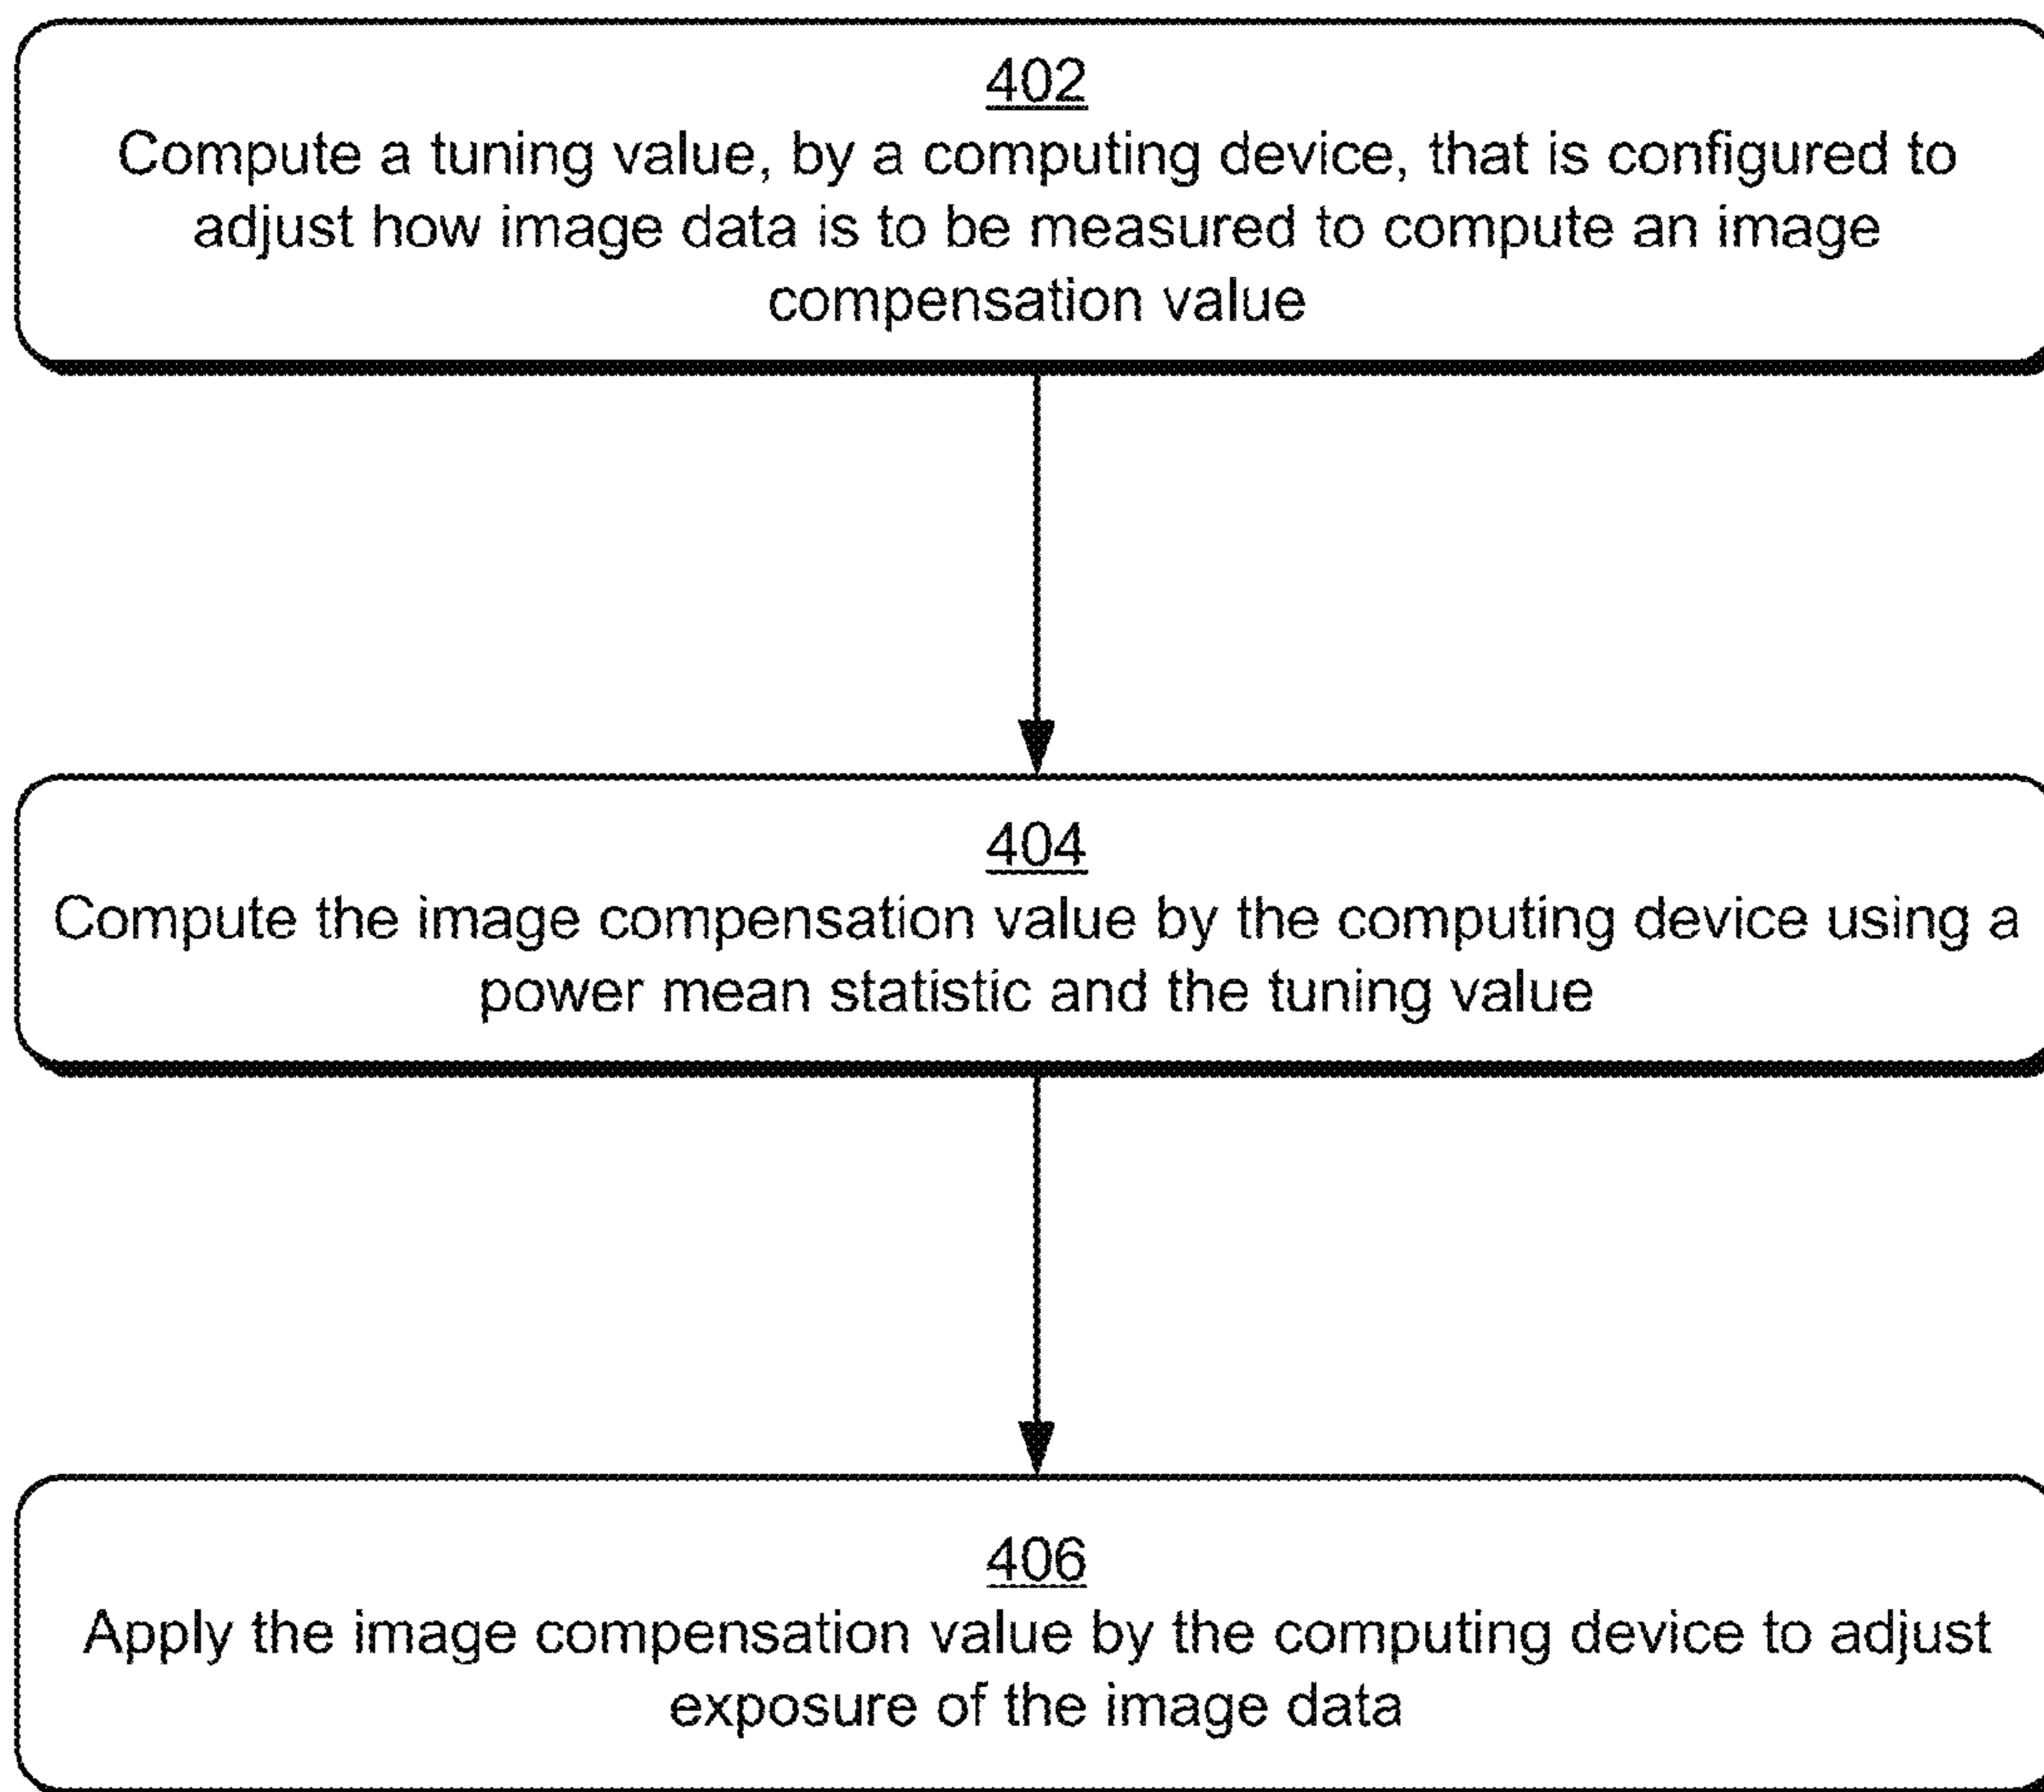 402
Compute a tuning value, by a computing device, that is configured to
adjust how image data is to be measured to compute an image
compensation value
404
Compute the image compensation value by the computing device using a
power mean statistic and the tuning value
406
Apply the image compensation value by the computing device to adjust
exposure of the image data